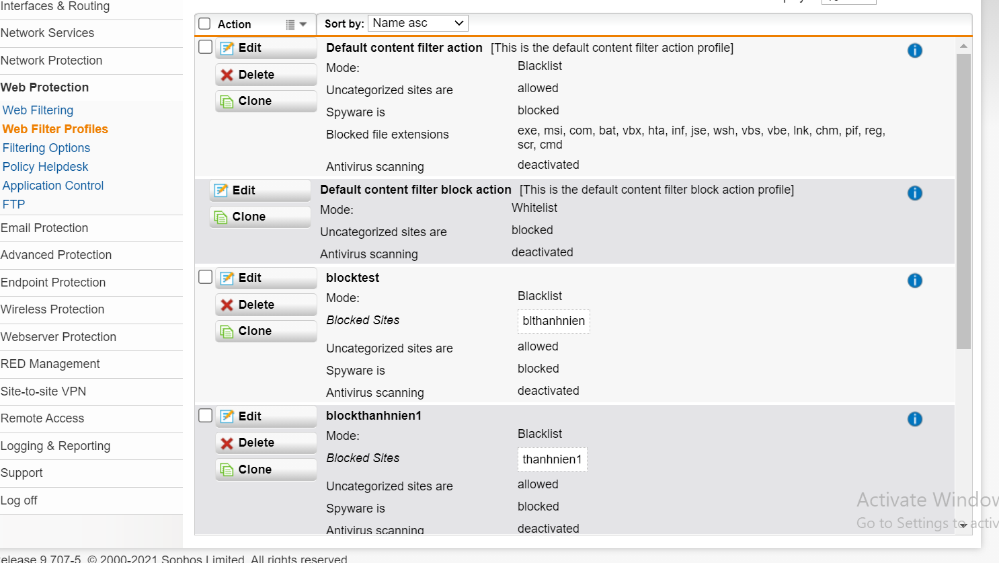 Interfaces & Routing
Network Services
Network Protection
Web Protection
Web Filtering
Web Filter Profiles
Filtering Options
Policy Helpdesk
Application Control
FTP
Email Protection
Advanced Protection
Endpoint Protection
Wireless Protection
Webserver Protection
RED Management
Site-to-site VPN
Remote Access
Logging & Reporting
Support
Log off
Action
Sort by: Name asc
Edit
Delete
Clone
Default content filter action [This is the default content filter action profile]
Mode: Blacklist
Uncategorized sites are allowed
Spyware is blocked
Blocked file extensions exe, msi, com, bat, vbx, hta, inf, jse, wsh, vbs, vbe, lnk, chm, pif, reg,
scr, cmd
Antivirus scanning deactivated
Edit
Clone
Default content filter block action [This is the default content filter block action profile]
Mode: Whitelist
Uncategorized sites are blocked
Antivirus scanning deactivated
Edit
Delete
Clone
blocktest
Mode: Blacklist
Blocked Sites blthanhnien
Uncategorized sites are allowed
Spyware is blocked
Antivirus scanning deactivated
Edit
Delete
Clone
blockthanhnien1
Mode: Blacklist
Blocked Sites thanhnien1
Uncategorized sites are allowed
Spyware is blocked
Antivirus scanning deactivated
Activate Window
Go to Settings to activ
elease 9.707-5 © 2000-2021 Sophos Limited. All rights reserved.